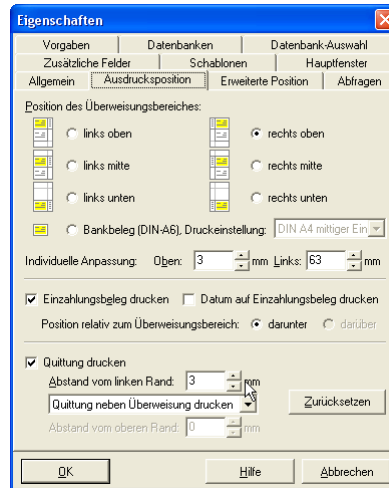 Eigenschaften
Vorgaben Datenbanken Datenbank-Auswahl
Zusätzliche Felder Schablonen Hauptfenster
Allgemein Ausdrucksposition Erweiterte Position Abfragen
Position des Überweisungsbereiches:
links oben rechts oben
links mitte rechts mitte
links unten rechts unten
Bankbeleg (DIN-A6), Druckeinstellung: DIN A4 mittiger Ein
Individuelle Anpassung: Oben: 3 mm Links: 63 mm
Einzahlungsbeleg drucken Datum auf Einzahlungsbeleg drucken
Position relativ zum Überweisungsbereich: darunter darüber
Quittung drucken
Abstand vom linken Rand: 3 mm
Quittung neben Überweisung drucken Zurücksetzen
Abstand vom oberen Rand: 0 mm
OK Hilfe Abbrechen